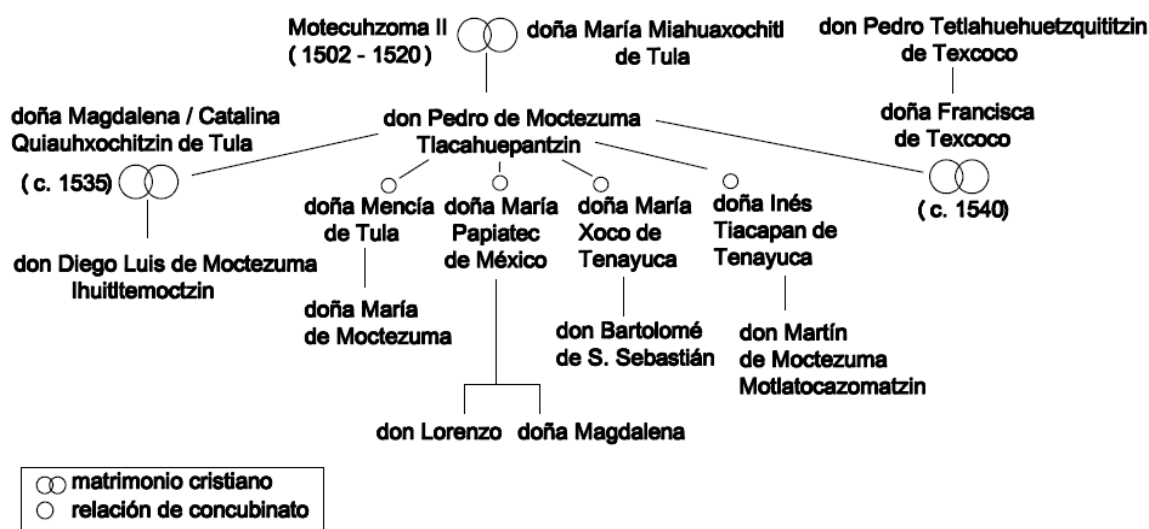 Motecuhzoma II
( 1502 - 1520)
doña María Miahuaxochitl
de Tula
don Pedro Tetlahuehuetzquititzin
de Texcoco
doña Magdalena / Catalina
Quiauhxochitzin de Tula
( c. 1535)
don Pedro de Moctezuma
Tlacahuepantzin
doña Francisca
de Texcoco
(c. 1540)
doña Mencía
de Tula
doña María
Papiatec
de México
doña María
Xoco de
Tenayuca
doña Inés
Tiacapan de
Tenayuca
don Diego Luis de Moctezuma
Ihuitltemoctzin
doña María
de Moctezuma
don Bartolomé
de S. Sebastián
don Martín
de Moctezuma
Motlatocazomatzin
don Lorenzo
doña Magdalena
matrimonio cristiano
relación de concubinato